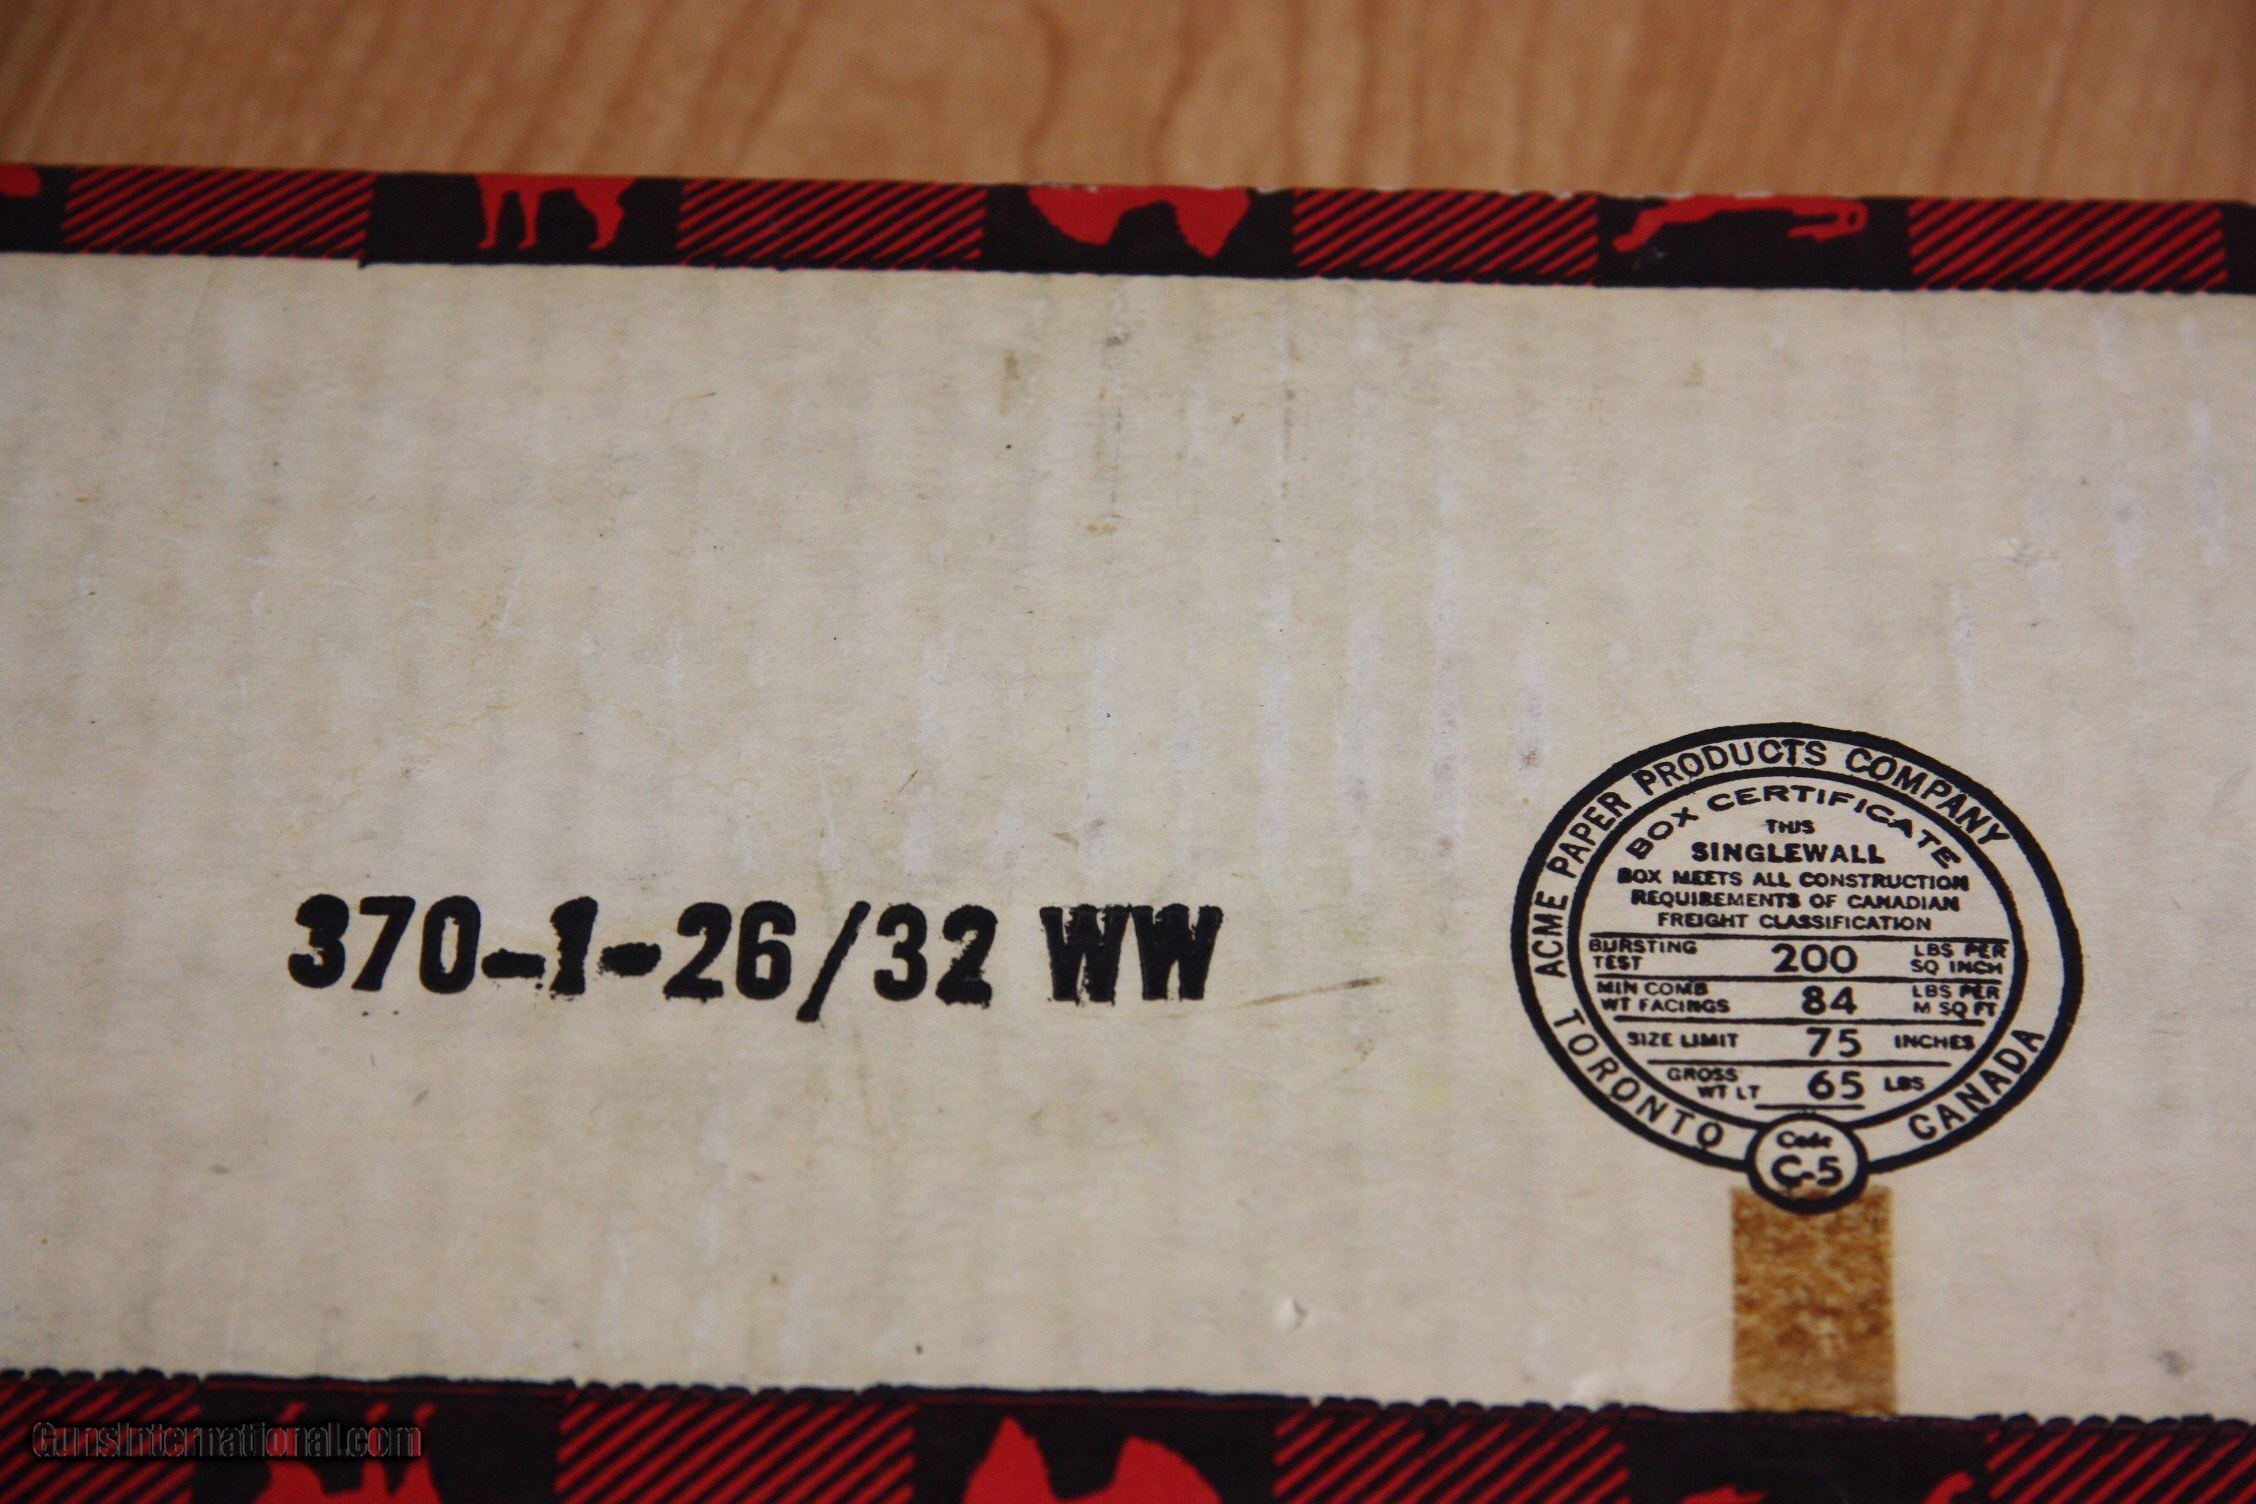 370-1-26/32 WW
ACME PAPER PRODUCTS COMPANY
BOX CERTIFICATE
THIS
SINGLEWALL
BOX MEETS ALL CONSTRUCTION
REQUIREMENTS OF CANADIAN
FREIGHT CLASSIFICATION
BURSTING TEST 200 LBS PER SQ INCH
MIN COMB WT FACINGS 84 LBS PER M SQ FT
SIZE LIMIT 75 INCHES
GROSS WT LT 65 LBS
TORONTO CANADA
Code
C-5
GunsInternational.com